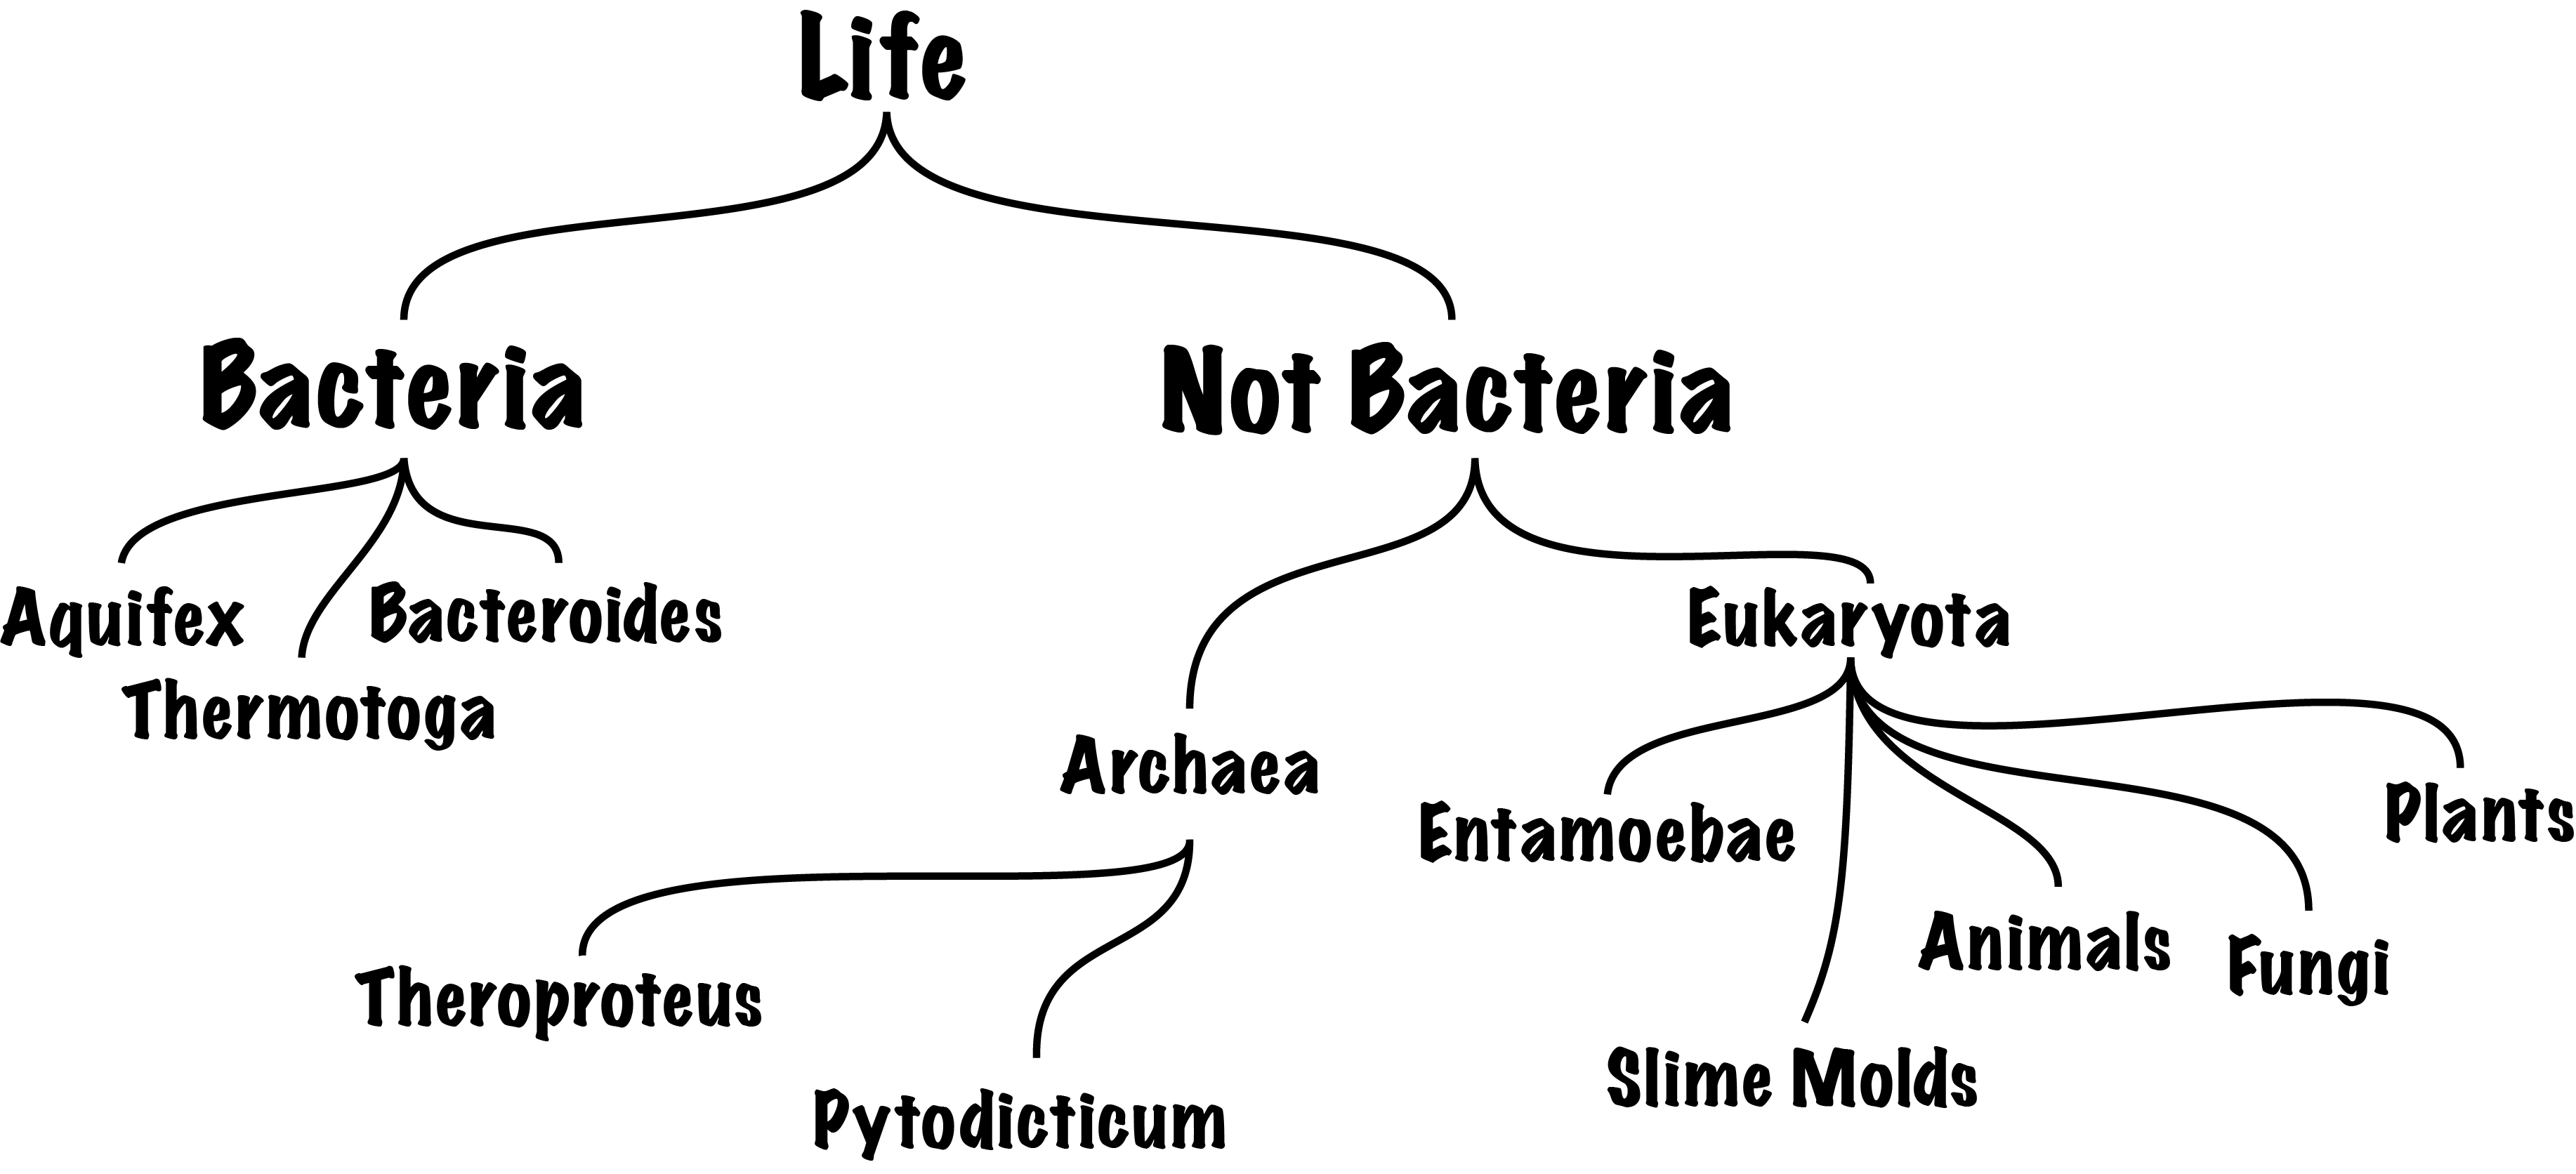 Life
Bacteria
Not Bacteria
Aquifex
Bacteroides
Eukaryota
Thermotoga
Archaea
Entamoebae
Plants
Animals
Fungi
Theroproteus
Slime Molds
Pytodicticum